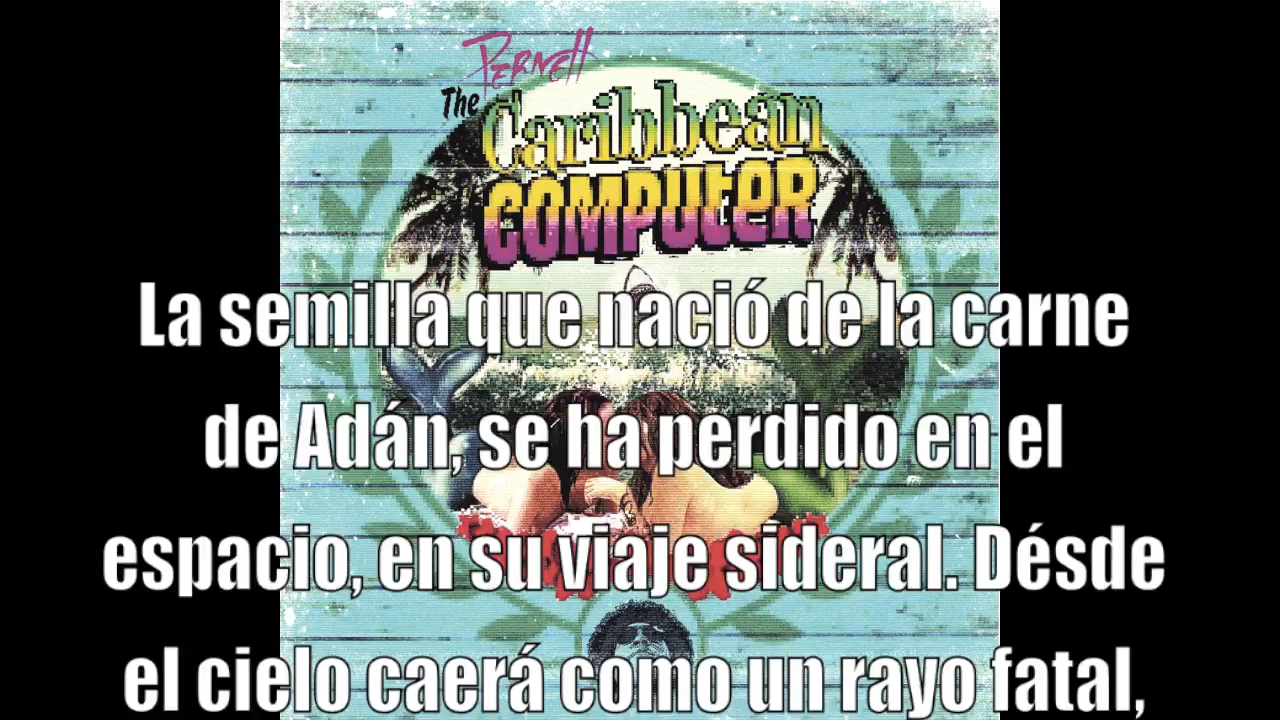 Pernett
The Caribbean
COMPUTER
La semilla que nació de la carne
de Adán, se ha perdido en el
espacio, en su viaje sideral. Désde
el cielo caerá como un rayo fatal,